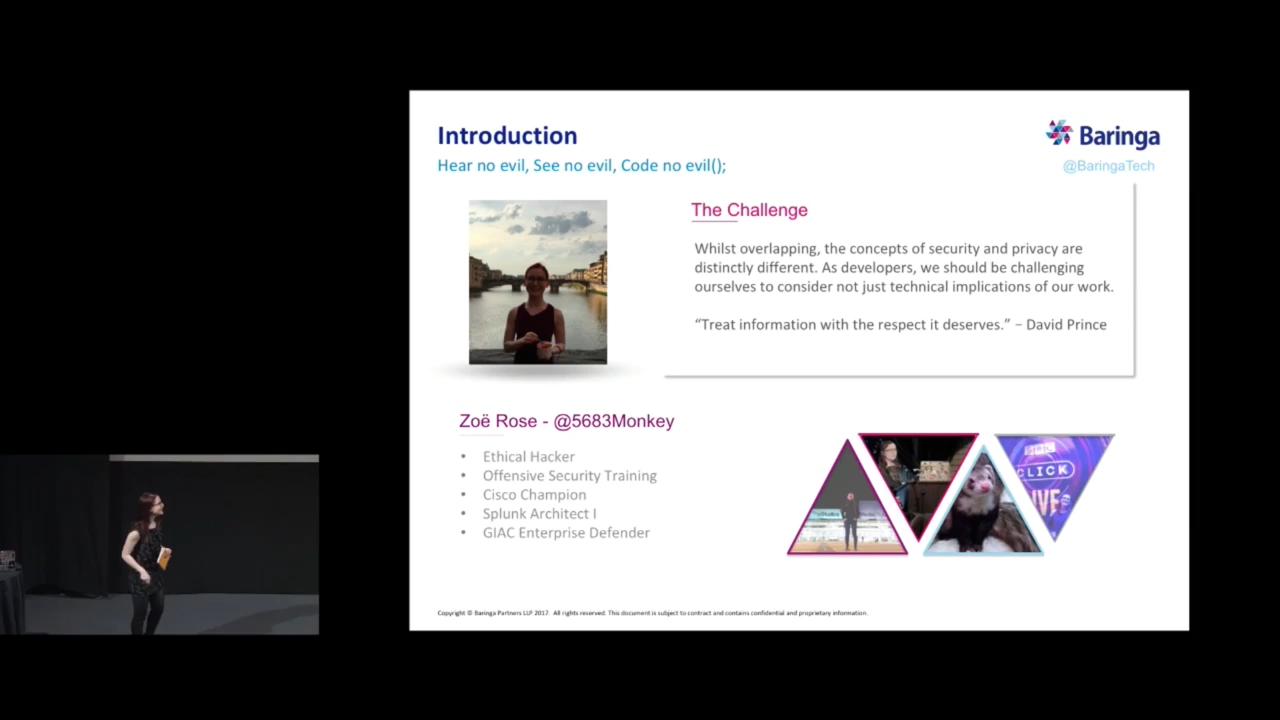 Introduction
Baringa
Hear no evil, See no evil, Code no evil();
@BaringaTech
The Challenge
Whilst overlapping, the concepts of security and privacy are
distinctly different. As developers, we should be challenging
ourselves to consider not just technical implications of our work.
“Treat information with the respect it deserves.” – David Prince
Zoë Rose - @5683Monkey
• Ethical Hacker
• Offensive Security Training
• Cisco Champion
• Splunk Architect I
• GIAC Enterprise Defender
CLICK
Copyright © Baringa Partners LLP 2017. All rights reserved. This document is subject to contract and contains confidential and proprietary information.